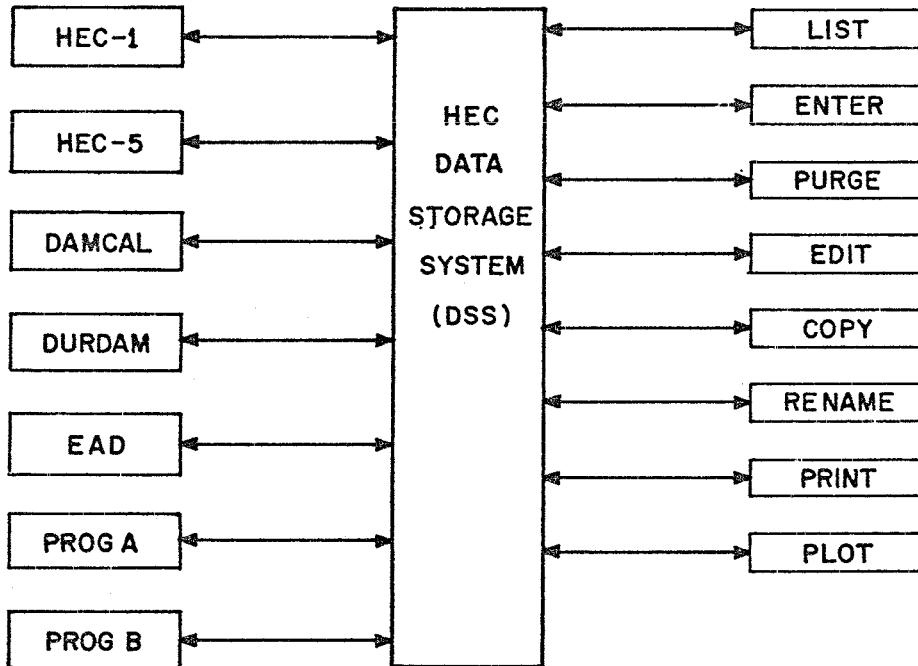 HEC-1
HEC-5
DAMCAL
DURDAM
EAD
PROG A
PROG B
HEC
DATA
STORAGE
SYSTEM
(DSS)
LIST
ENTER
PURGE
EDIT
COPY
RENAME
PRINT
PLOT